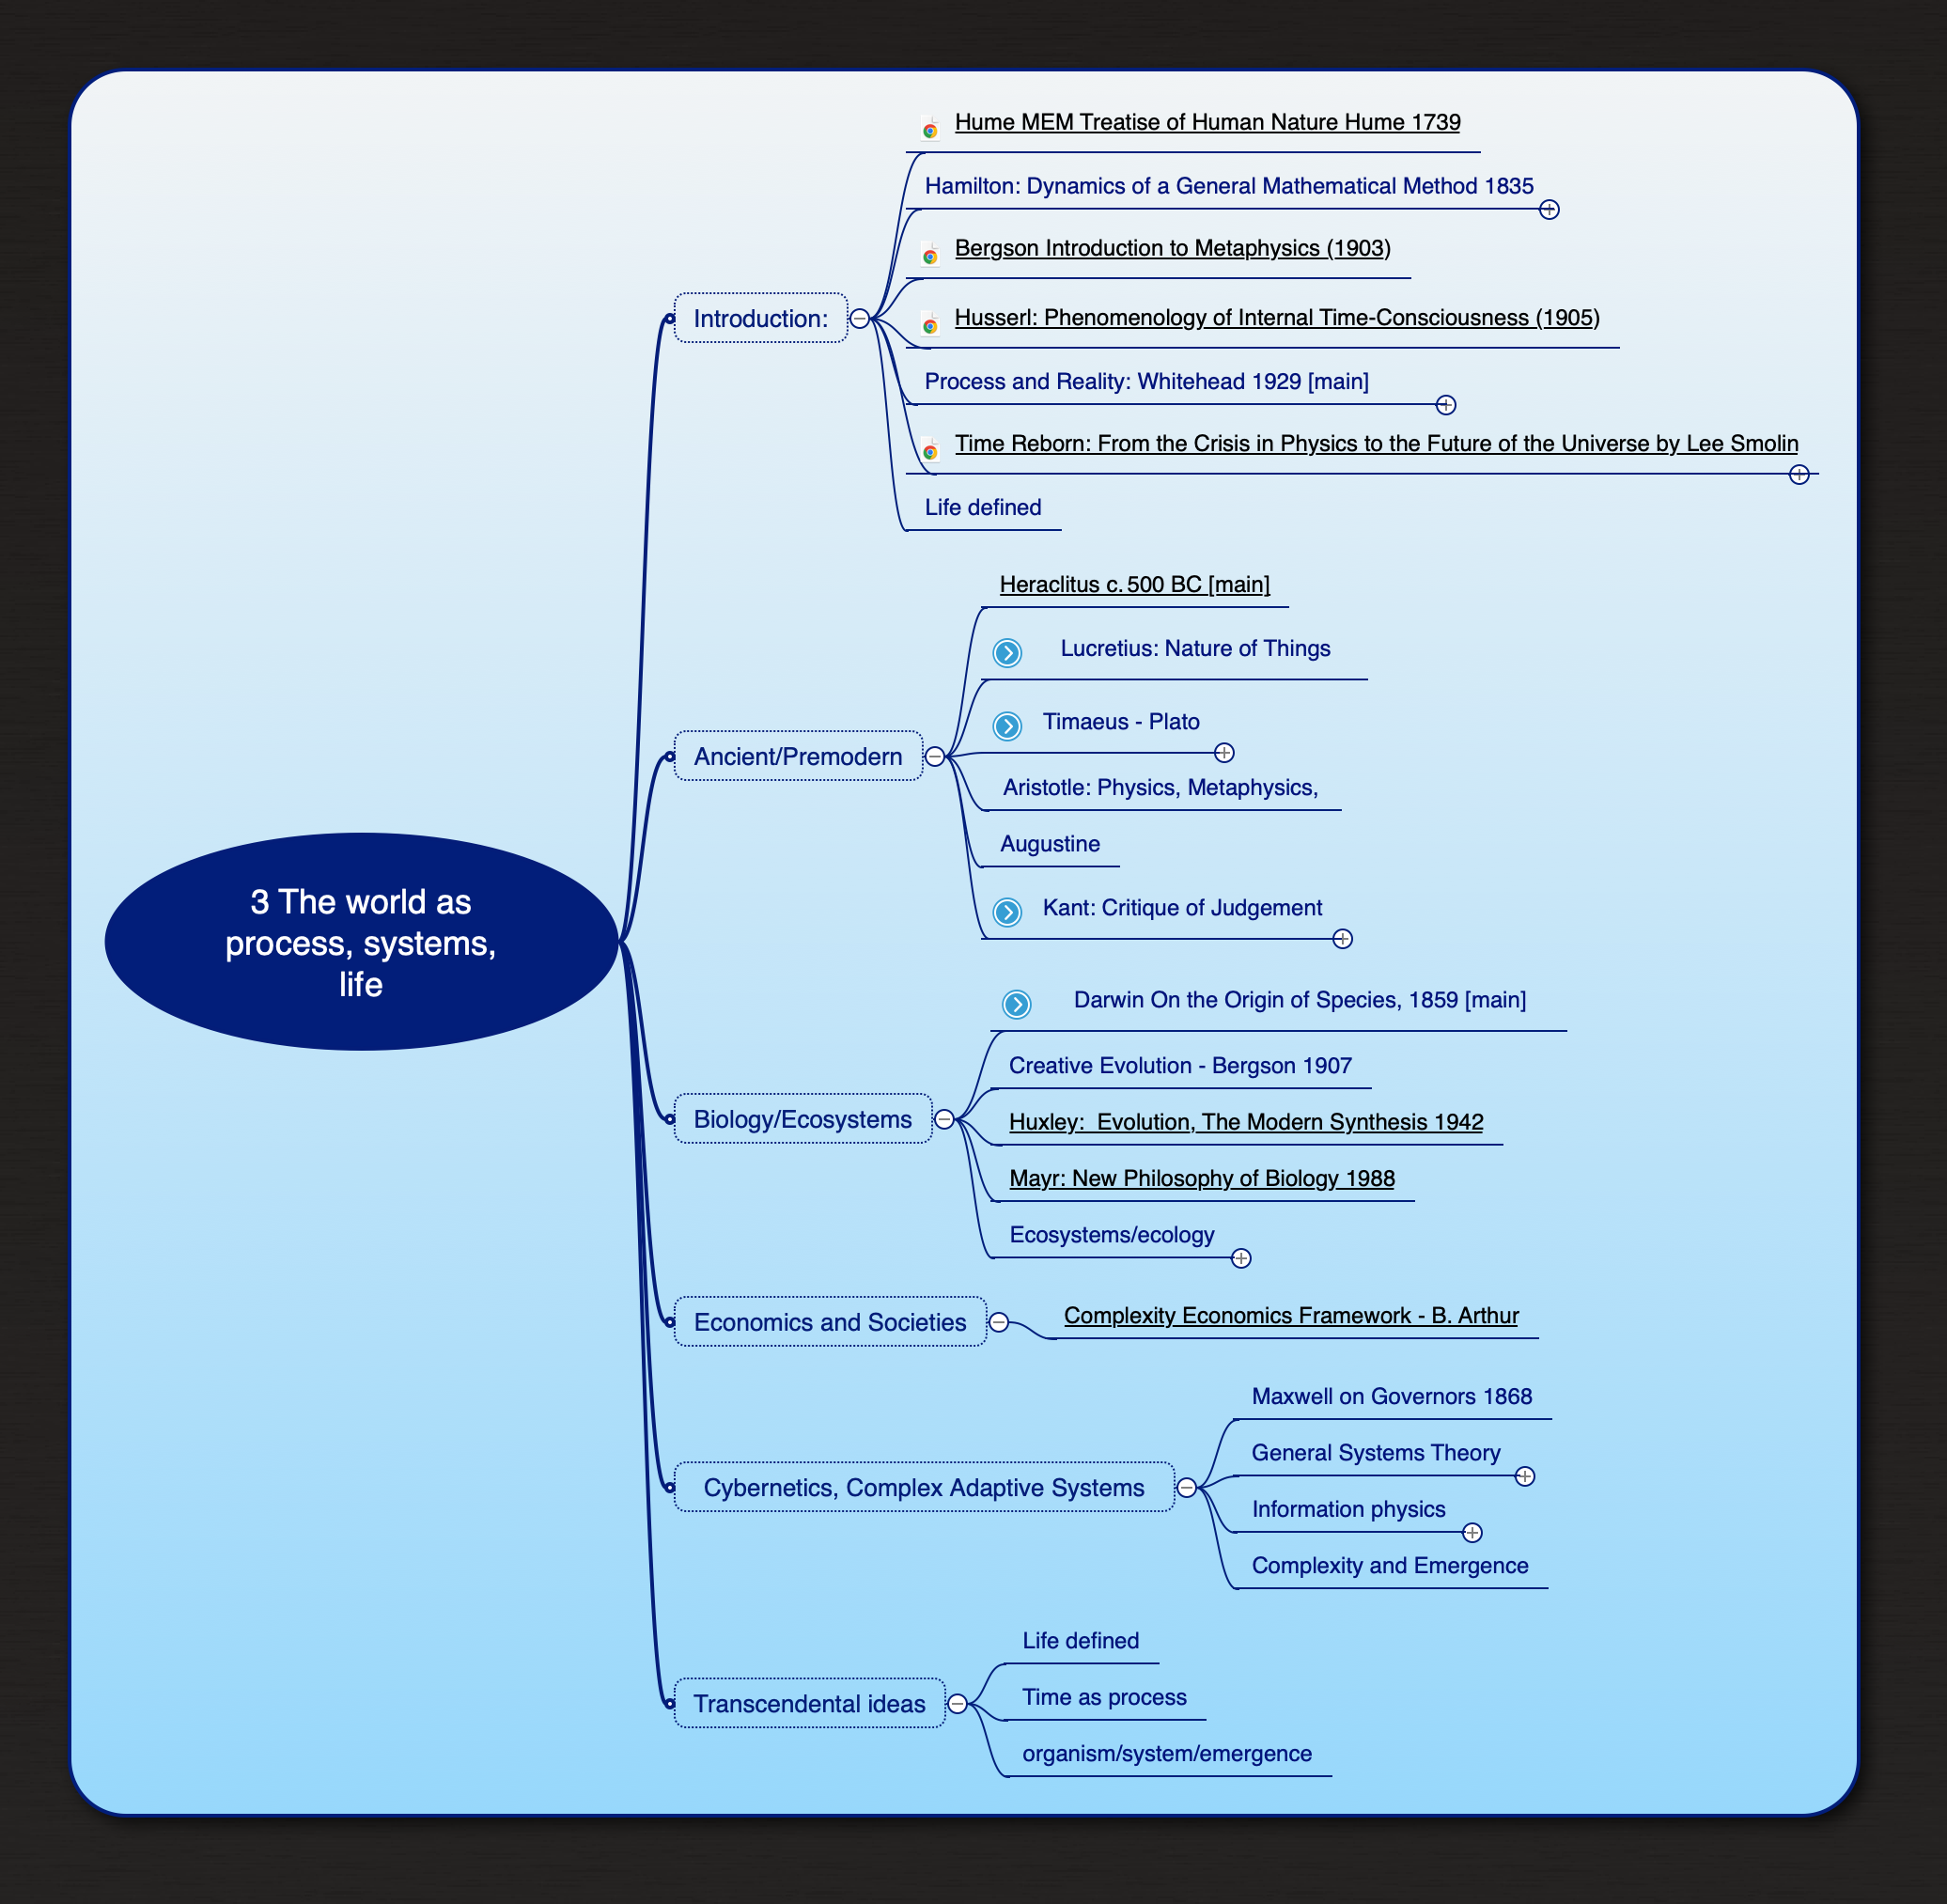 Hume MEM Treatise of Human Nature Hume 1739
Hamilton: Dynamics of a General Mathematical Method 1835
Bergson Introduction to Metaphysics (1903)
Introduction:
Husserl: Phenomenology of Internal Time-Consciousness (1905)
Process and Reality: Whitehead 1929 [main]
Time Reborn: From the Crisis in Physics to the Future of the Universe by Lee Smolin
Life defined
Heraclitus c. 500 BC [main]
Lucretius: Nature of Things
Timaeus - Plato
Ancient/Premodern
Aristotle: Physics, Metaphysics,
Augustine
Kant: Critique of Judgement
3 The world as
process, systems,
life
Darwin On the Origin of Species, 1859 [main]
Creative Evolution - Bergson 1907
Biology/Ecosystems
Huxley:  Evolution, The Modern Synthesis 1942
Mayr: New Philosophy of Biology 1988
Ecosystems/ecology
Economics and Societies
Complexity Economics Framework - B. Arthur
Maxwell on Governors 1868
General Systems Theory
Cybernetics, Complex Adaptive Systems
Information physics
Complexity and Emergence
Life defined
Time as process
Transcendental ideas
organism/system/emergence